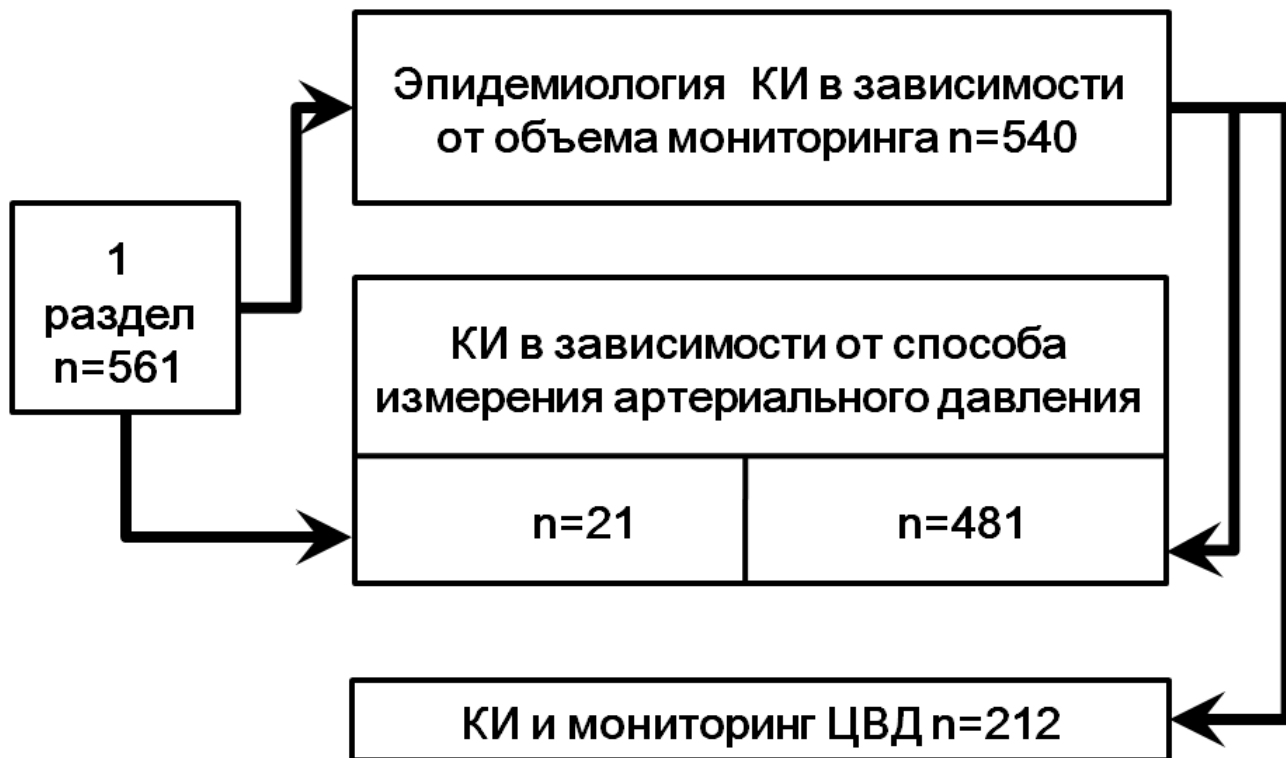 Эпидемиология КИ в зависимости
от объема мониторинга n=540
1
раздел
n=561
КИ в зависимости от способа
измерения артериального давления
n=21
n=481
КИ и мониторинг ЦВД n=212